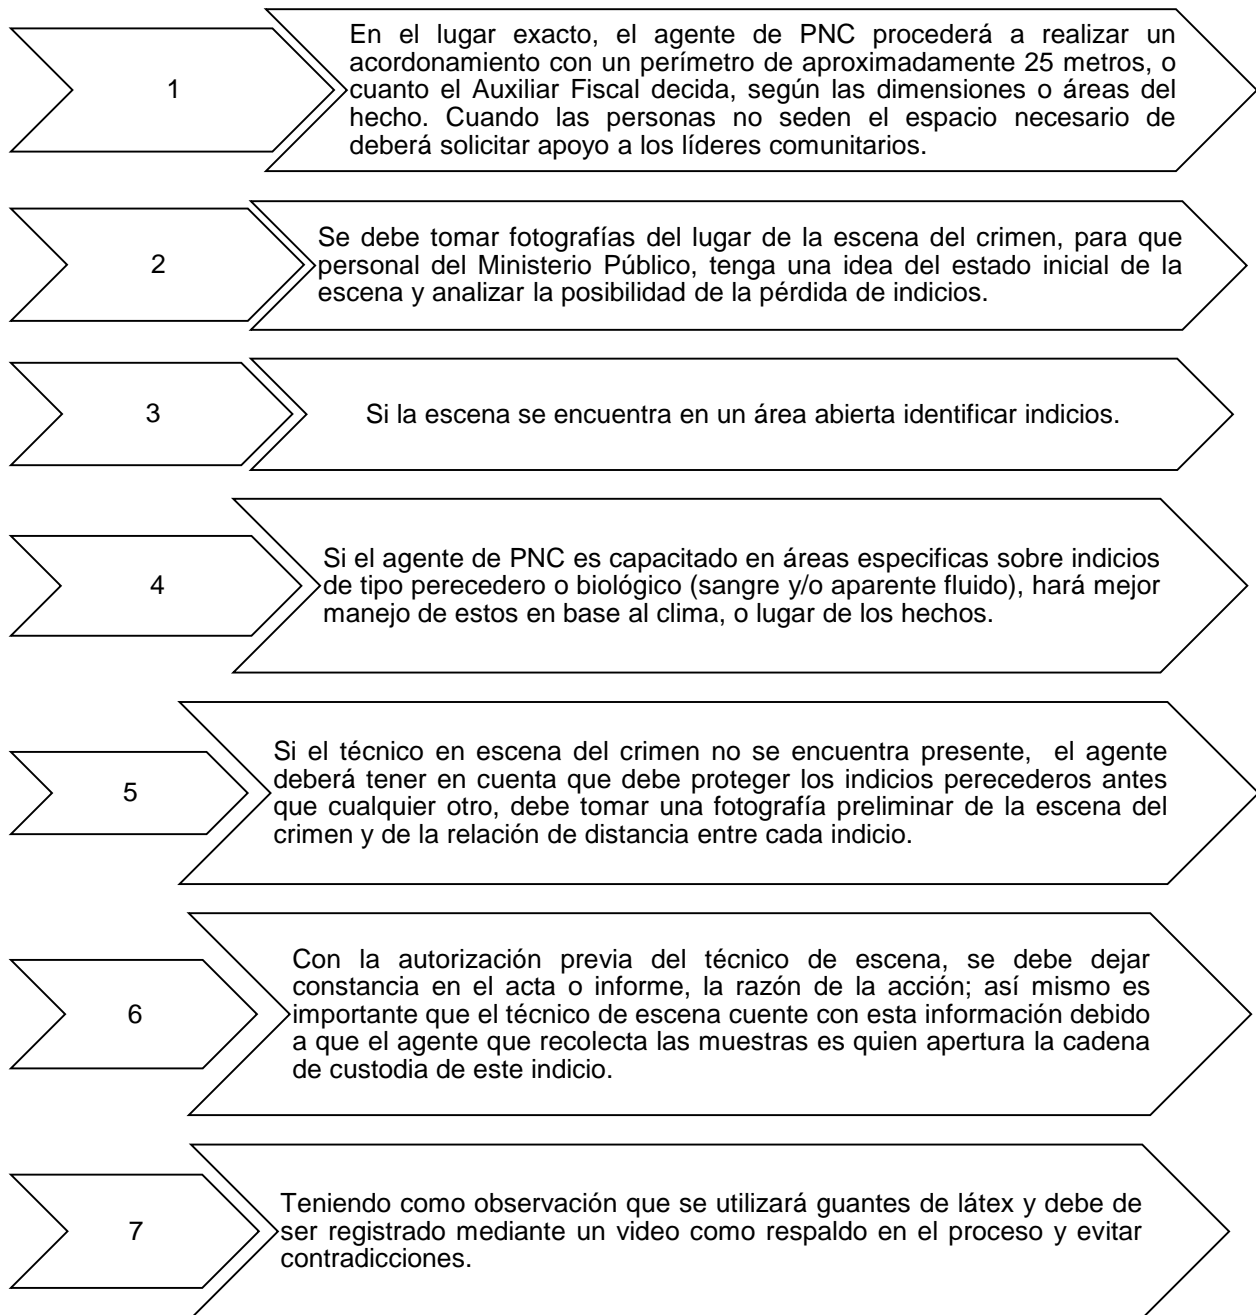 1
En el lugar exacto, el agente de PNC procederá a realizar un
acordonamiento con un perímetro de aproximadamente 25 metros, o
cuanto el Auxiliar Fiscal decida, según las dimensiones o áreas del
hecho. Cuando las personas no seden el espacio necesario de
deberá solicitar apoyo a los líderes comunitarios.
2
Se debe tomar fotografías del lugar de la escena del crimen, para que
personal del Ministerio Público, tenga una idea del estado inicial de la
escena y analizar la posibilidad de la pérdida de indicios.
3
Si la escena se encuentra en un área abierta identificar indicios.
4
Si el agente de PNC es capacitado en áreas especificas sobre indicios
de tipo perecedero o biológico (sangre y/o aparente fluido), hará mejor
manejo de estos en base al clima, o lugar de los hechos.
5
Si el técnico en escena del crimen no se encuentra presente, el agente
deberá tener en cuenta que debe proteger los indicios perecederos antes
que cualquier otro, debe tomar una fotografía preliminar de la escena del
crimen y de la relación de distancia entre cada indicio.
6
Con la autorización previa del técnico de escena, se debe dejar
constancia en el acta o informe, la razón de la acción; así mismo es
importante que el técnico de escena cuente con esta información debido
a que el agente que recolecta las muestras es quien apertura la cadena
de custodia de este indicio.
7
Teniendo como observación que se utilizará guantes de látex y debe de
ser registrado mediante un video como respaldo en el proceso y evitar
contradicciones.